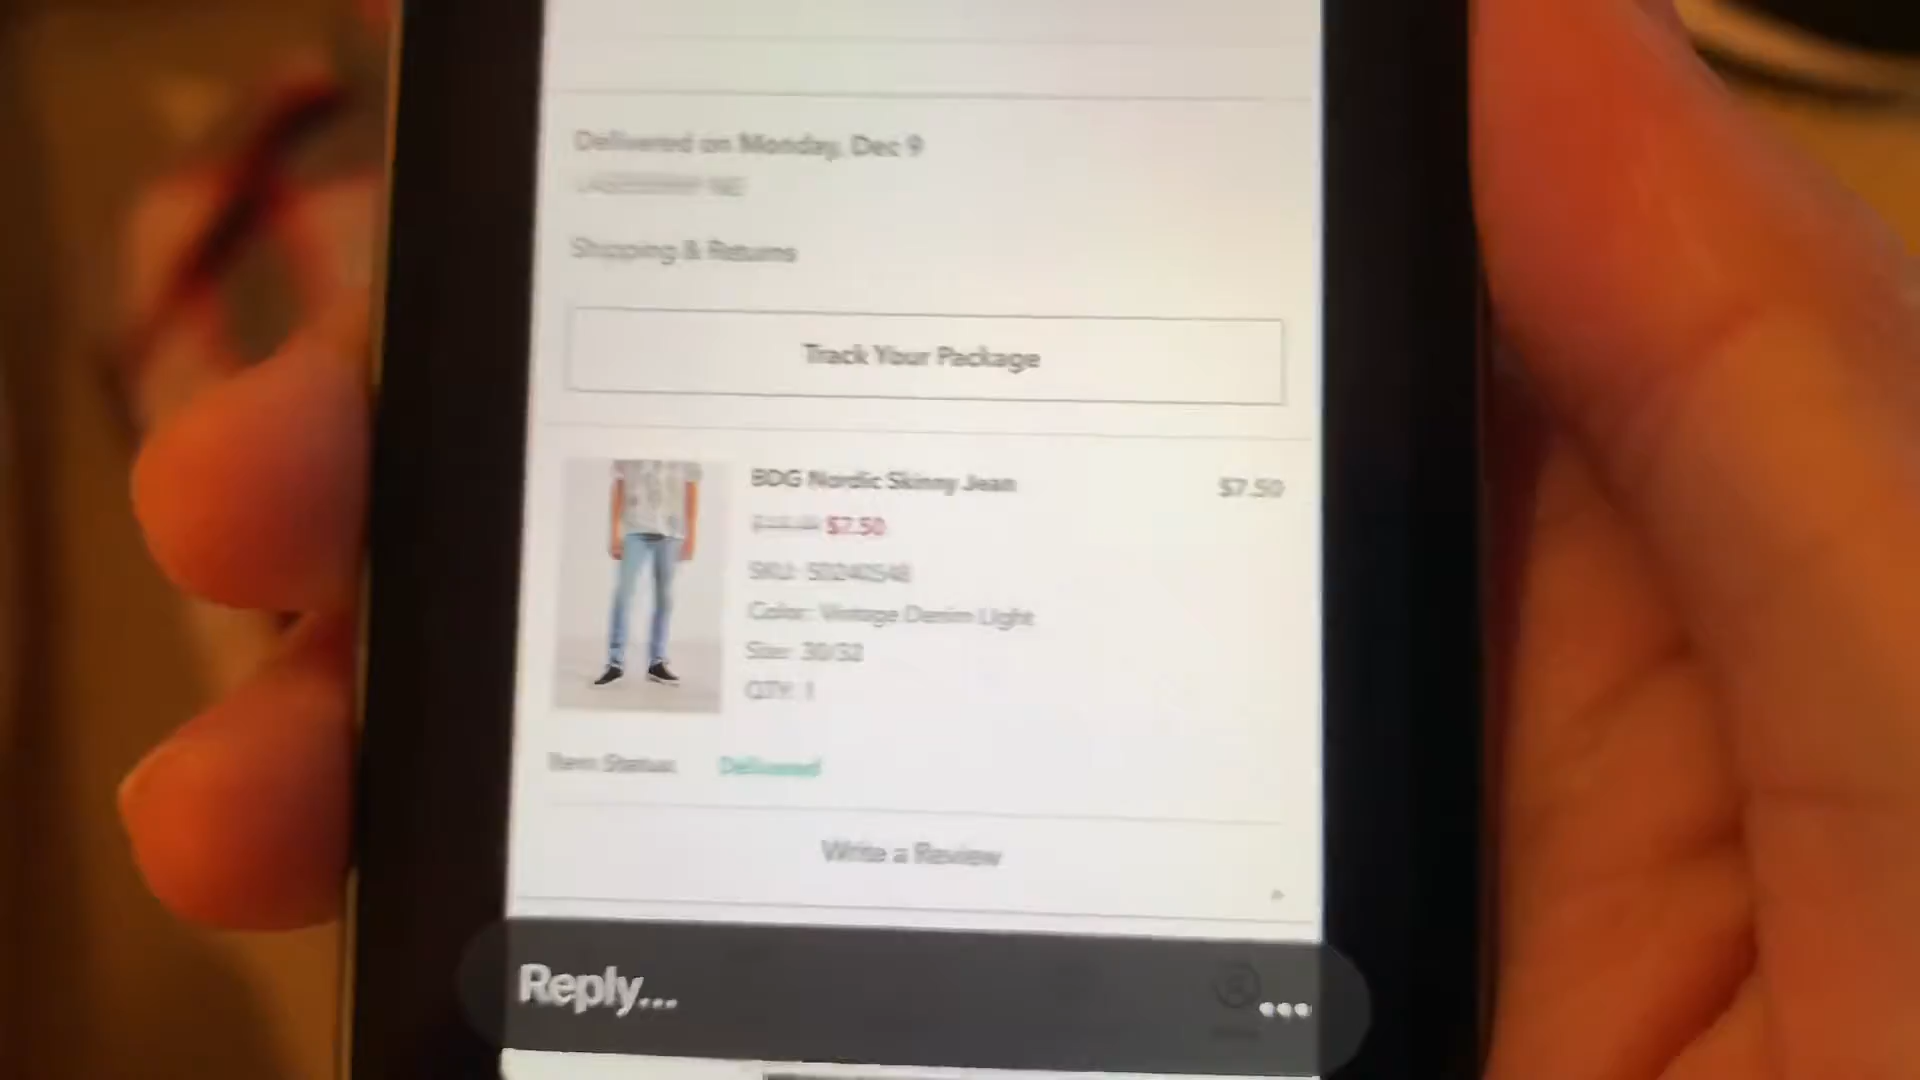 Delivered on Monday, Dec 9
Shipping & Returns
Track Your Package
BDG Nordic Skinny Jean
$7.50
$7.50
SKU:
Color: Vintage Denim Light
Size: 30/32
QTY: 1
Item Status: Delivered
Write a Review
Reply...